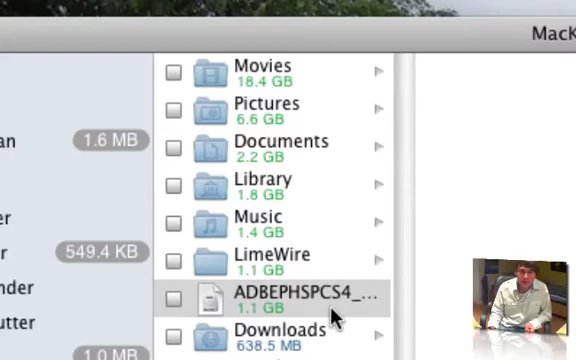 MacK
Movies
18.4 GB
Pictures
6.6 GB
an
1.6 MB
Documents
2.2 GB
Library
1.8 GB
er
Music
1.4 GB
r
549.4 KB
LimeWire
1.1 GB
nder
ADBEPHSPCS4_...
1.1 GB
utter
Downloads
638.5 MB
1.0 MB